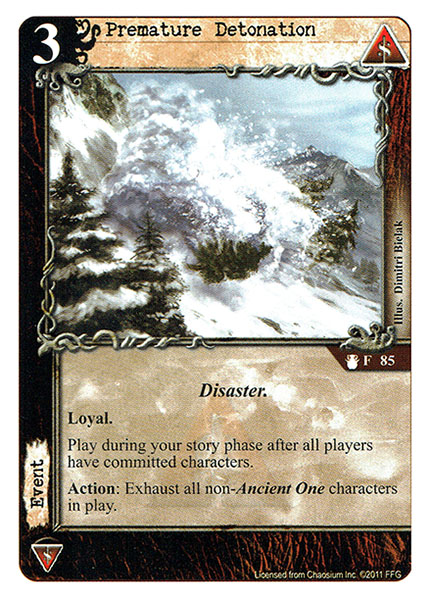 3
Premature Detonation
Illus. Dimitri Bielak
F 85
Disaster.
Loyal.
Play during your story phase after all players
have committed characters.
Action: Exhaust all non-Ancient One characters
in play.
Event
Licensed from Chaosium Inc. ©2011 FFG